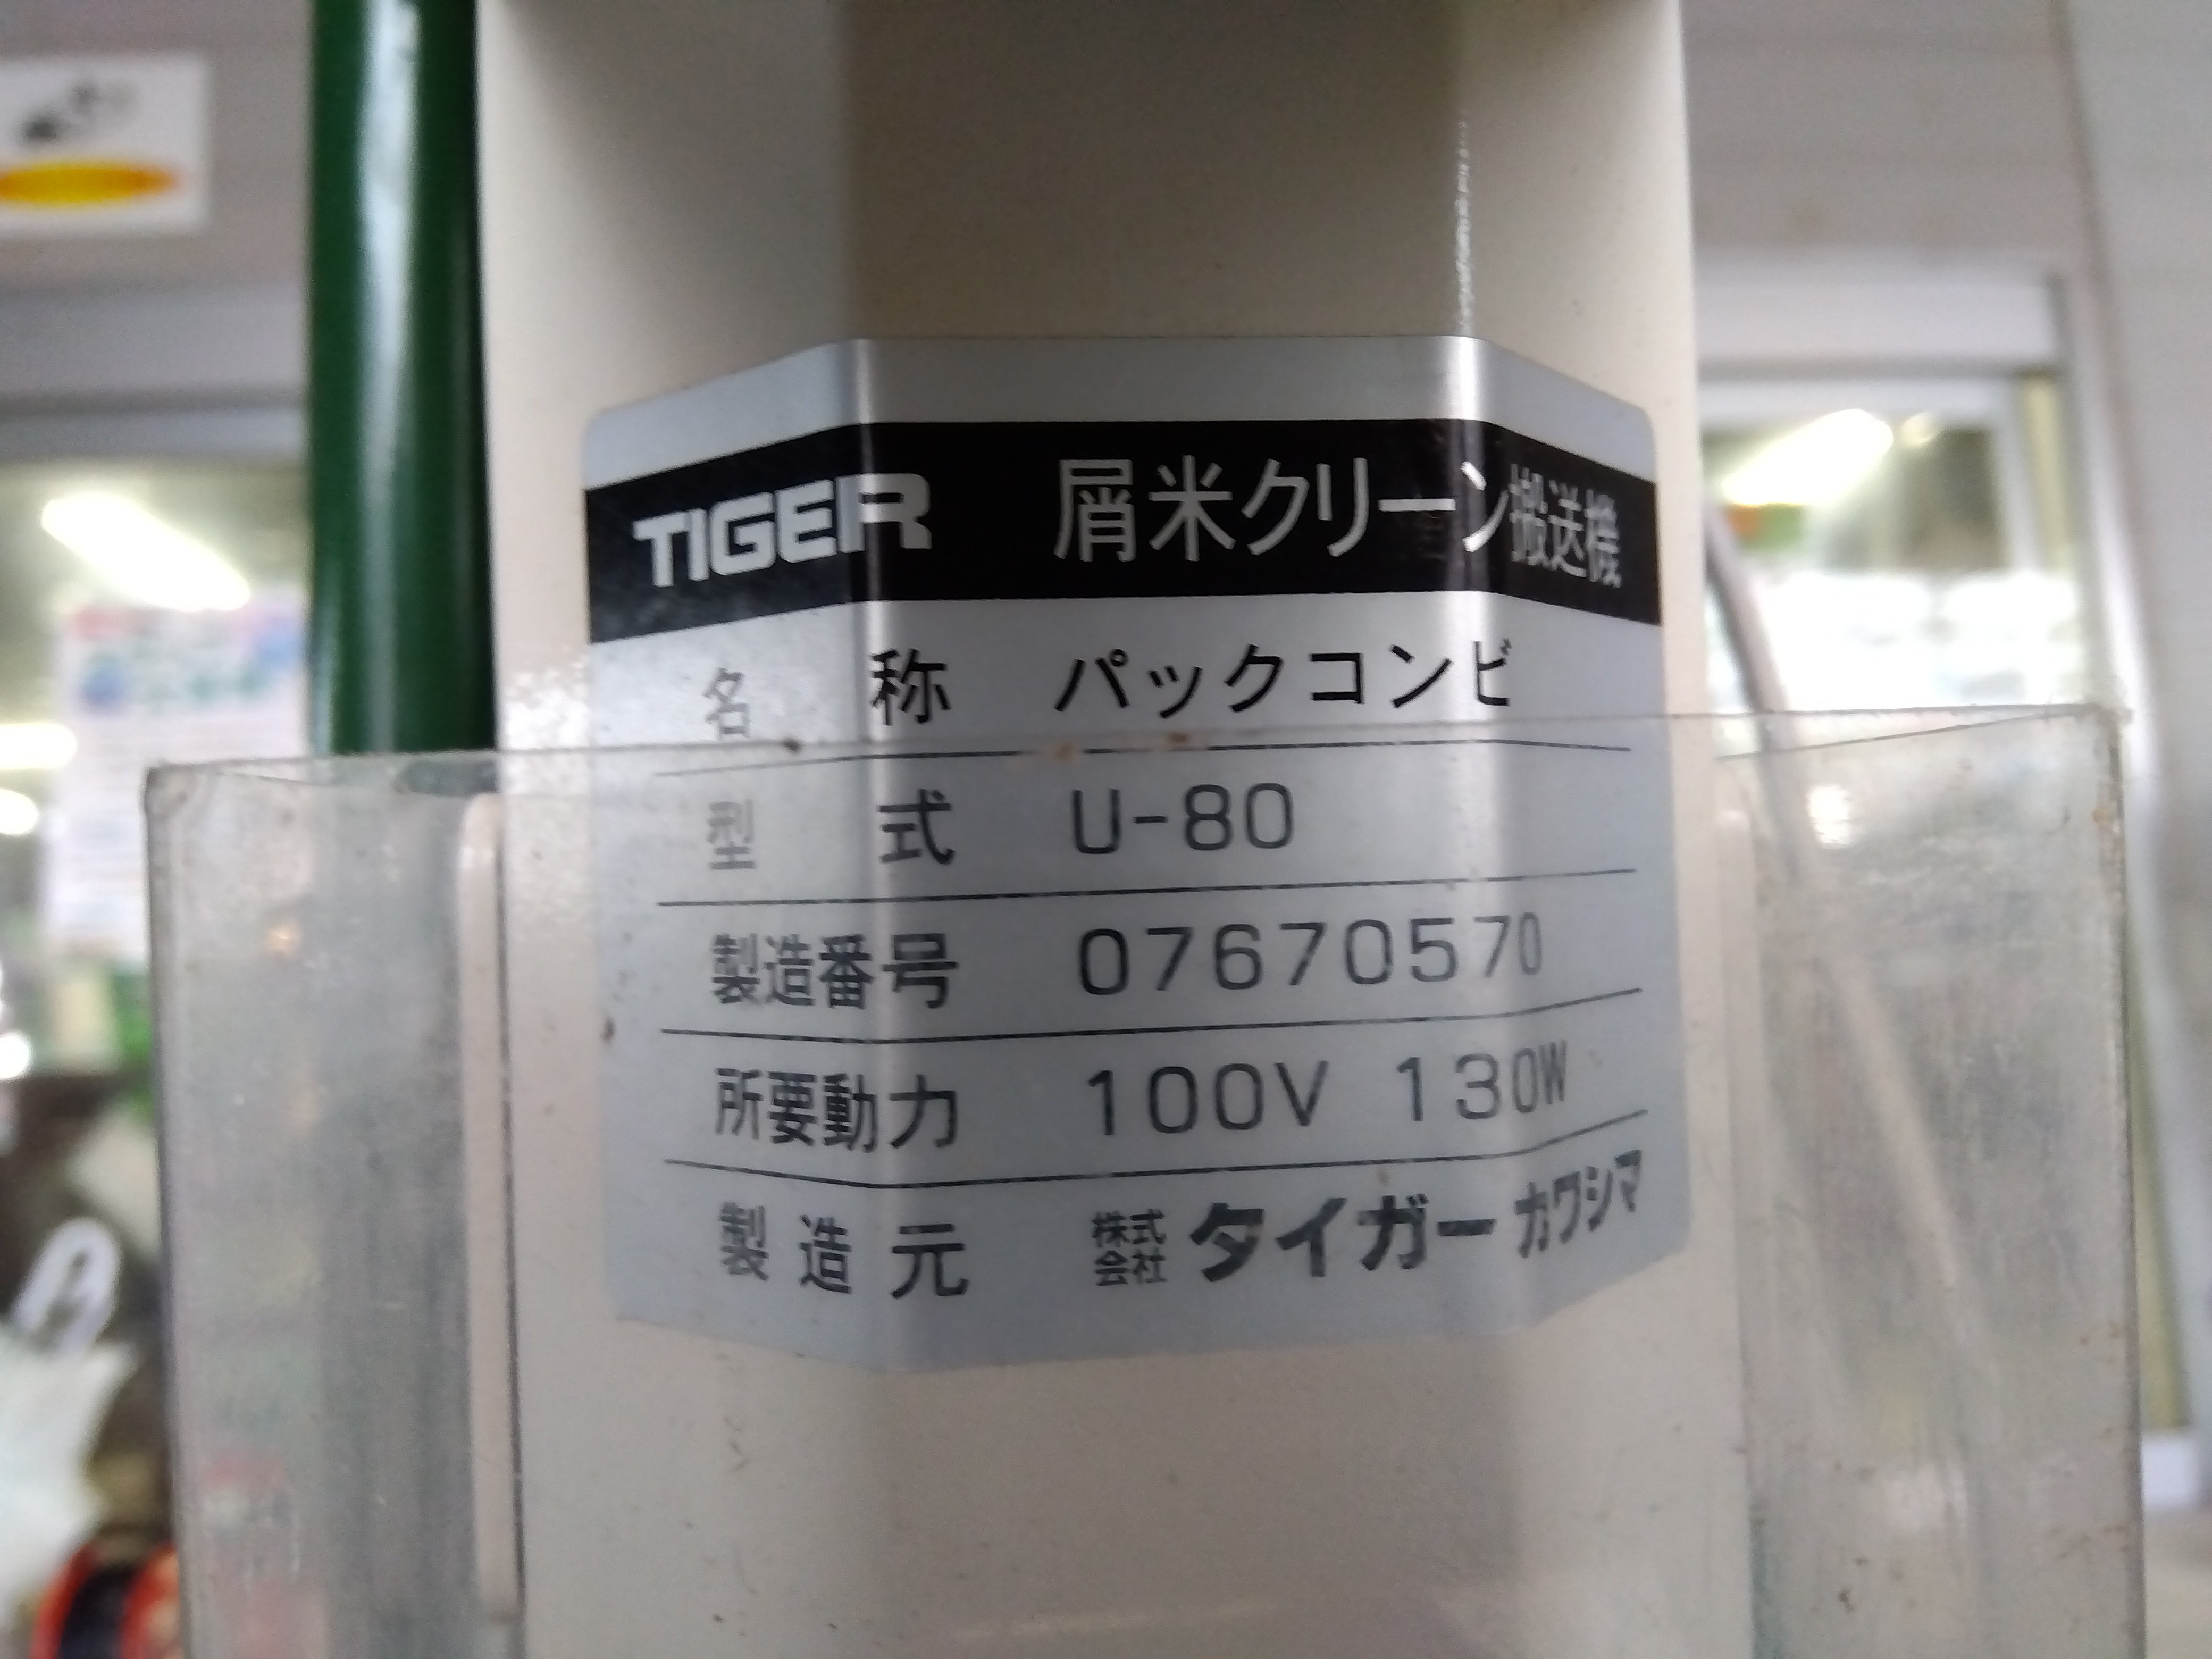 TIGER 屑米クリーン搬送機
名称 パックコンビ
型式 U-80
製造番号 07670570
所要動力 100V 130W
製造元 株式会社 タイガーカワシマ